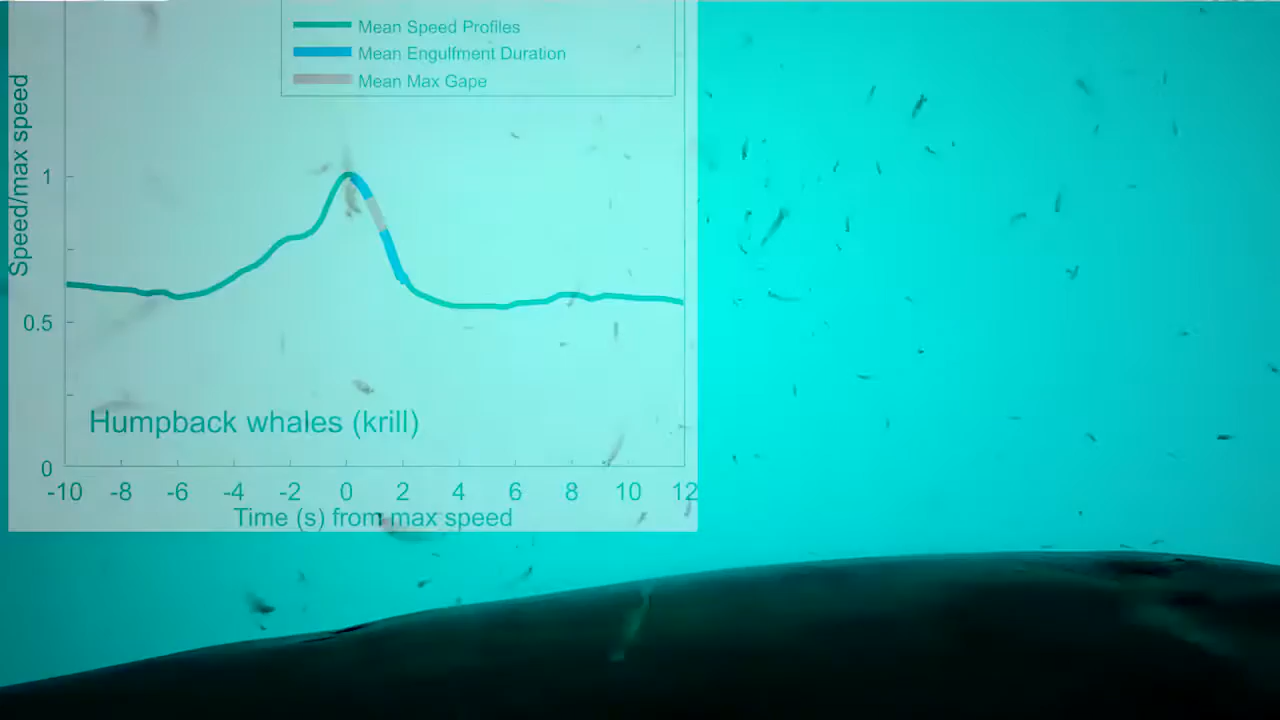 Mean Speed Profiles
Mean Engulfment Duration
Mean Max Gape
Speed/max speed
1
0.5
0
Humpback whales (krill)
-10 -8 -6 -4 -2 0 2 4 6 8 10 12
Time (s) from max speed